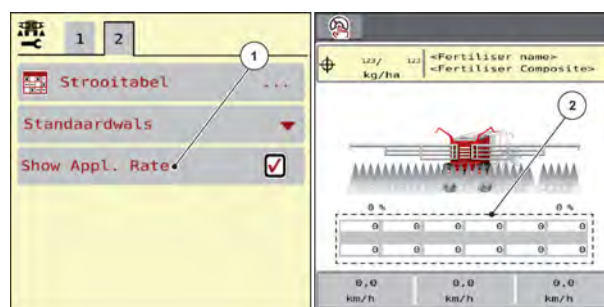 1 2
1
Strooitabel ...
Standaardwals
Show Appl. Rate
123/ 123
kg/ha
<Fertiliser name>
<Fertiliser Composite>
2
0 % 0 %
0 0 0 0 0 0
0 0 0 0 0 0
0,0 0,0 0,0
km/h km/h km/h